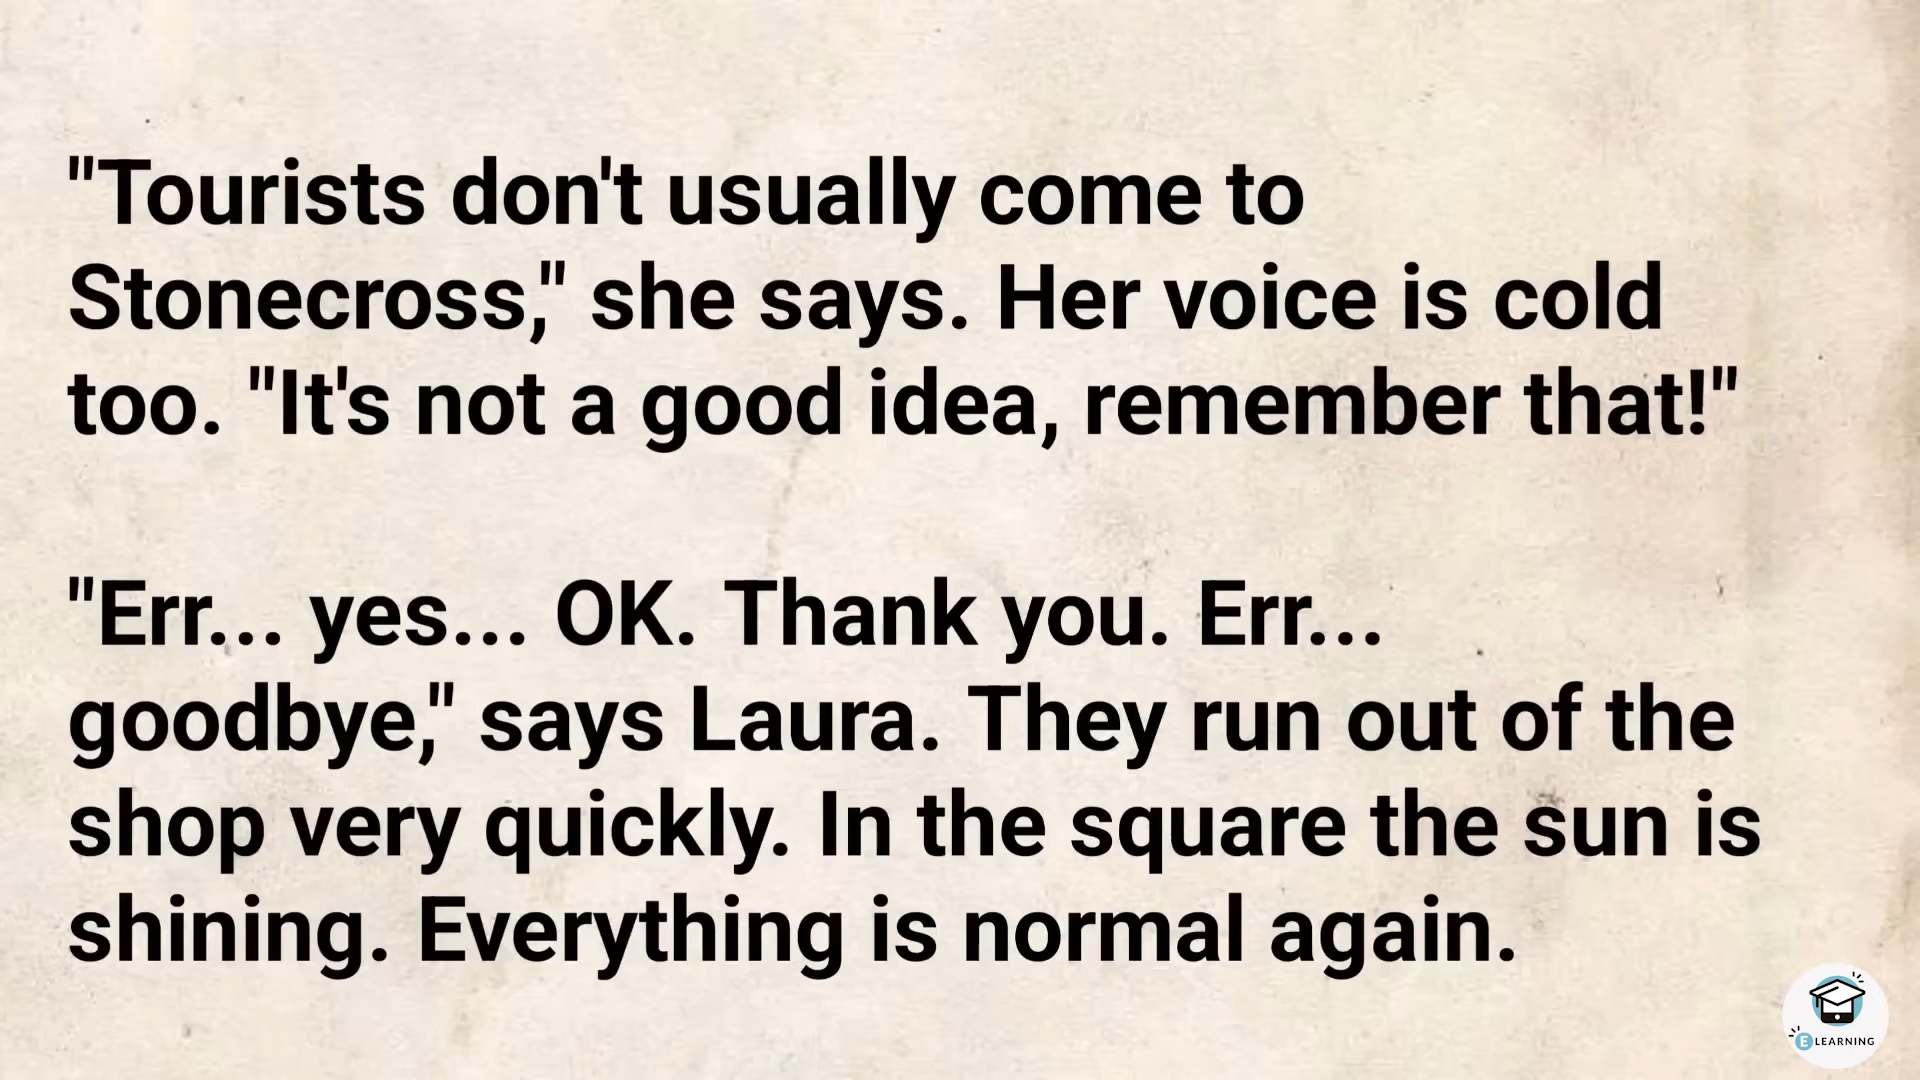 "Tourists don't usually come to
Stonecross," she says. Her voice is cold
too. "It's not a good idea, remember that!"
"Err... yes... OK. Thank you. Err...
goodbye," says Laura. They run out of the
shop very quickly. In the square the sun is
shining. Everything is normal again.
E LEARNING